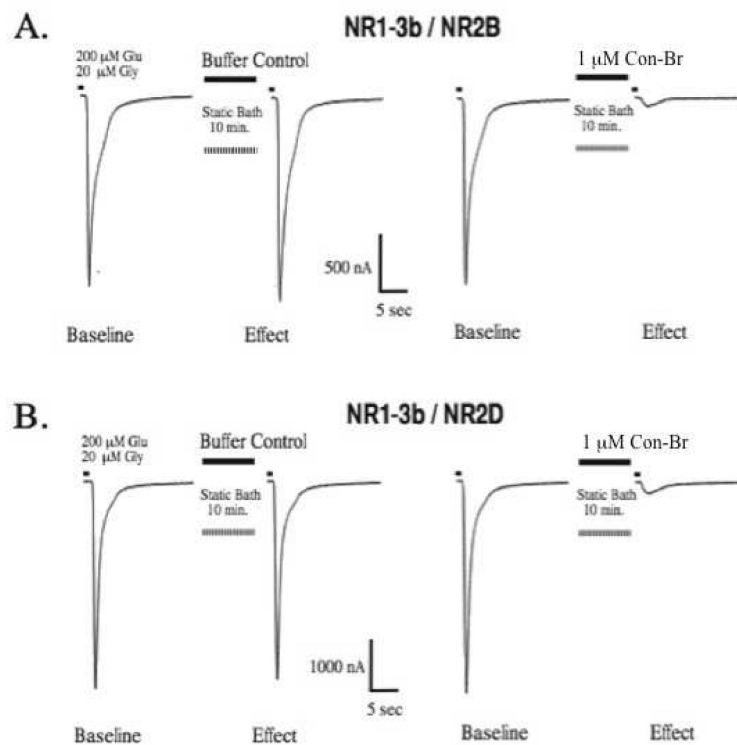 A.
NR1-3b / NR2B
200 µM Glu
20 µM Gly
Buffer Control
Static Bath
10 min.
1 µM Con-Br
Static Bath
10 min.
500 nA
5 sec
Baseline
Effect
Baseline
Effect
B.
NR1-3b / NR2D
200 µM Glu
20 µM Gly
Buffer Control
Static Bath
10 min.
1 µM Con-Br
Static Bath
10 min.
1000 nA
5 sec
Baseline
Effect
Baseline
Effect